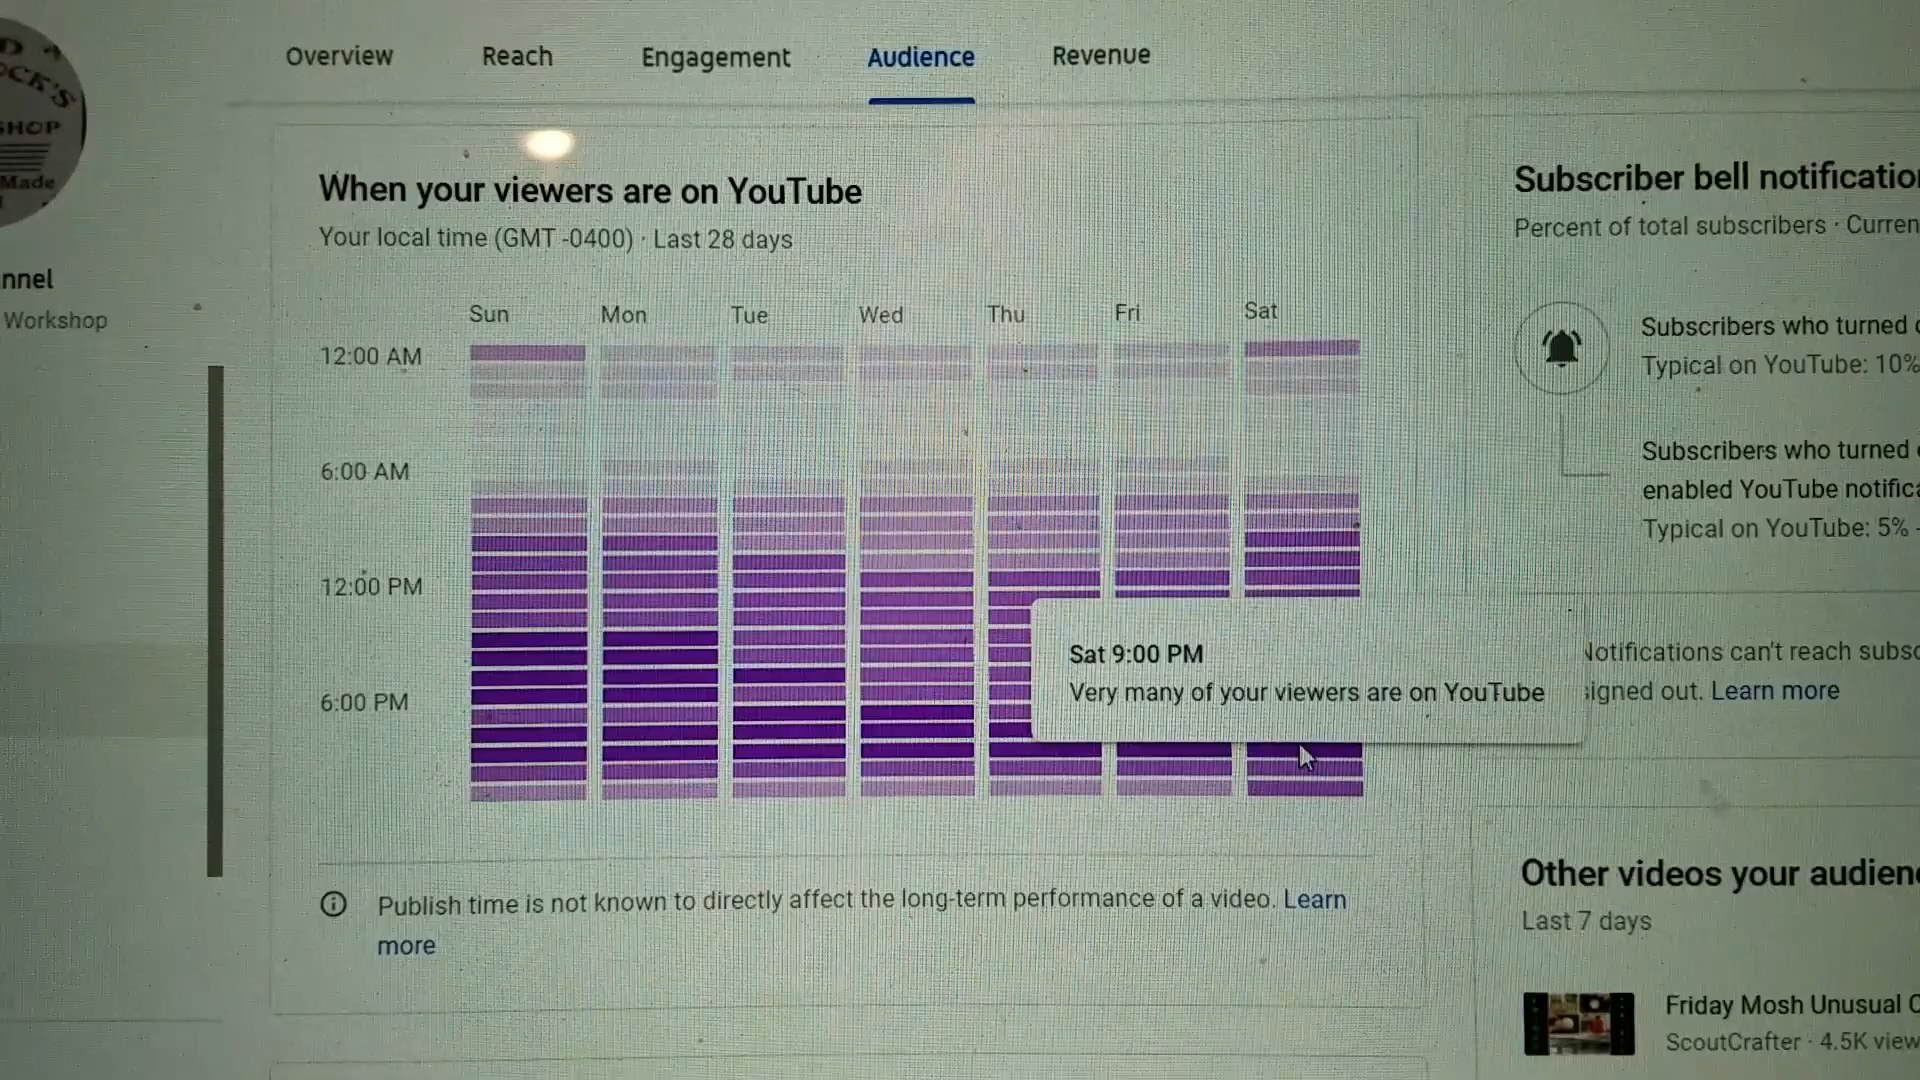 Overview Reach Engagement Audience Revenue
OCK'S
SHOP
Made
When your viewers are on YouTube
Your local time (GMT -0400) · Last 28 days
Sun Mon Tue Wed Thu Fri Sat
12:00 AM
6:00 AM
12:00 PM
6:00 PM
Sat 9:00 PM
Very many of your viewers are on YouTube
Publish time is not known to directly affect the long-term performance of a video. Learn
more
nnel
Workshop
Subscriber bell notificatio
Percent of total subscribers · Curren
Subscribers who turned
Typical on YouTube: 10%
Subscribers who turned
enabled YouTube notifica
Typical on YouTube: 5% -
Notifications can't reach subsc
signed out. Learn more
Other videos your audien
Last 7 days
Friday Mosh Unusual
ScoutCrafter · 4.5K view